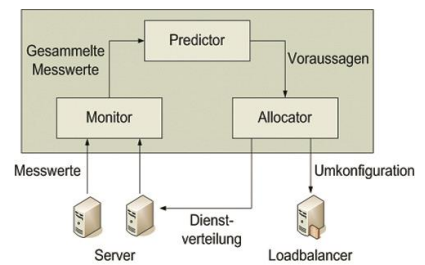 Predictor
Gesammelte
Messwerte
Voraussagen
Monitor
Allocator
Messwerte
Umkonfiguration
Dienst-
verteilung
Server
Loadbalancer